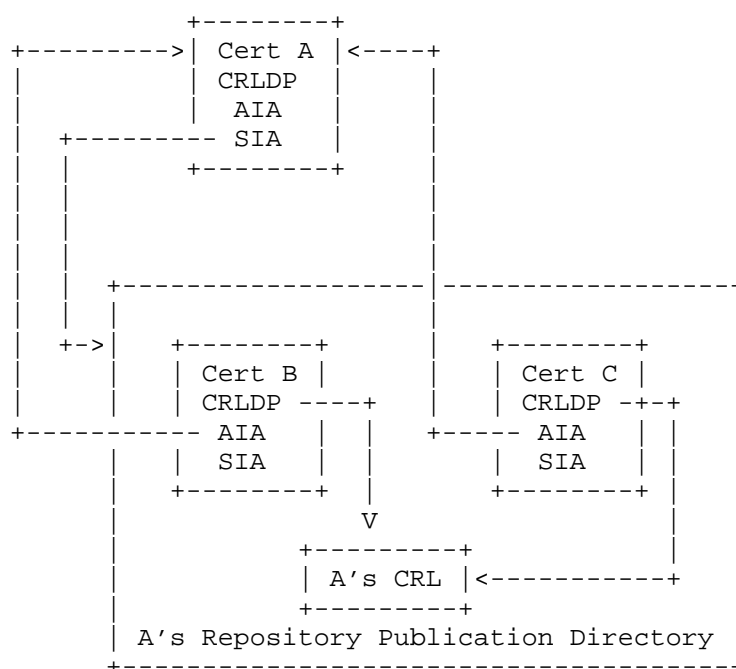 Cert A
CRLDP
AIA
SIA
Cert B Cert C
CRLDP CRLDP
AIA AIA
SIA SIA
V
A's CRL
A's Repository Publication Directory